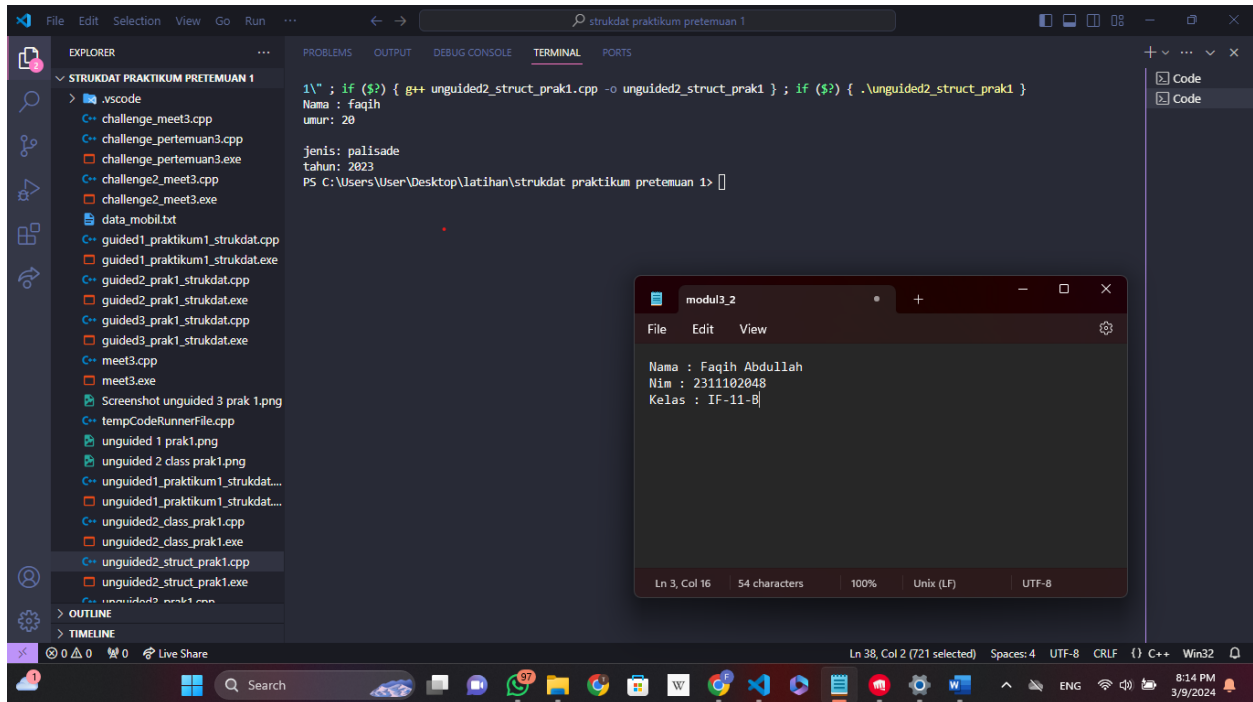 File Edit Selection View Go Run ···
strukdat praktikum pretemuan 1
EXPLORER
2
STRUKDAT PRAKTIKUM PRETEMUAN 1
.vscode
challenge_meet3.cpp
challenge_pertemuan3.cpp
challenge_pertemuan3.exe
challenge2_meet3.cpp
challenge2_meet3.exe
data_mobil.txt
guided1_praktikum1_strukdat.cpp
guided1_praktikum1_strukdat.exe
guided2_prak1_strukdat.cpp
guided2_prak1_strukdat.exe
guided3_prak1_strukdat.cpp
guided3_prak1_strukdat.exe
meet3.cpp
meet3.exe
Screenshot unguided 3 prak 1.png
tempCodeRunnerFile.cpp
unguided 1 prak1.png
unguided 2 class prak1.png
unguided1_praktikum1_strukdat....
unguided1_praktikum1_strukdat....
unguided2_class_prak1.cpp
unguided2_class_prak1.exe
unguided2_struct_prak1.cpp
unguided2_struct_prak1.exe
unguided3_prak1.cpp
OUTLINE
TIMELINE
PROBLEMS OUTPUT DEBUG CONSOLE TERMINAL PORTS
1\" ; if ($?) { g++ unguided2_struct_prak1.cpp -o unguided2_struct_prak1 } ; if ($?) { .\unguided2_struct_prak1 }
Nama : faqih
umur: 20
jenis: palisade
tahun: 2023
PS C:\Users\User\Desktop\latihan\strukdat praktikum pretemuan 1>
Code
Code
modul3_2
File Edit View
Nama : Faqih Abdullah
Nim : 2311102048
Kelas : IF-11-B
Ln 3, Col 16 54 characters 100% Unix (LF) UTF-8
0 0 0 Live Share
Ln 38, Col 2 (721 selected) Spaces: 4 UTF-8 CRLF {} C++ Win32
1
Search
97
W
F
W
ENG
8:14 PM
3/9/2024